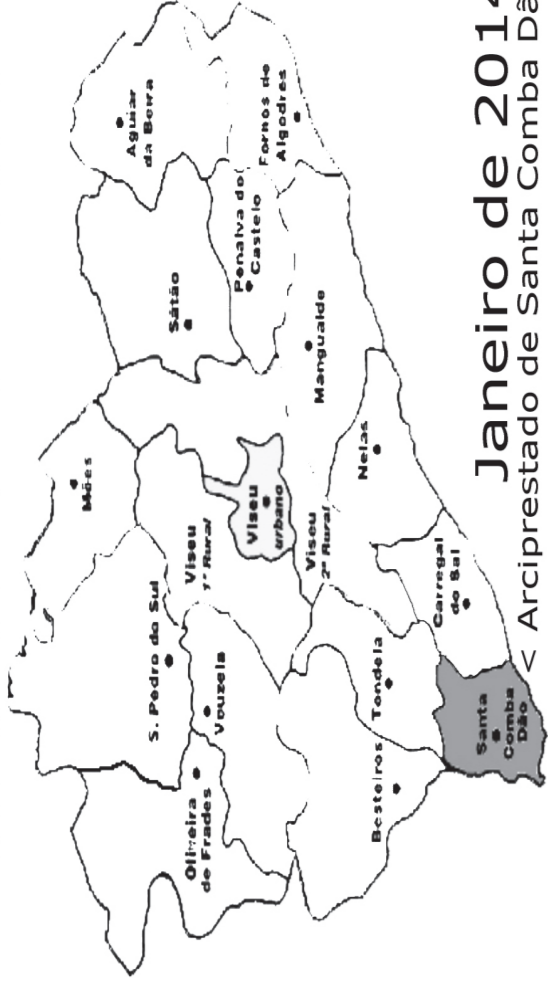 Aguiar
da Beira
Fornos de
Algodres
Sátão
Penalva do
Castelo
Mões
Mangualde
Viseu
1ª Rural
Viseu
urbano
Nelas
Viseu
2ª Rural
S. Pedro do Sul
Vouzela
Carregal
do Sal
Oliveira
de Frades
Tondela
Besteiros
Santa
Comba
Dão
Janeiro de 2014
< Arciprestado de Santa Comba Dã